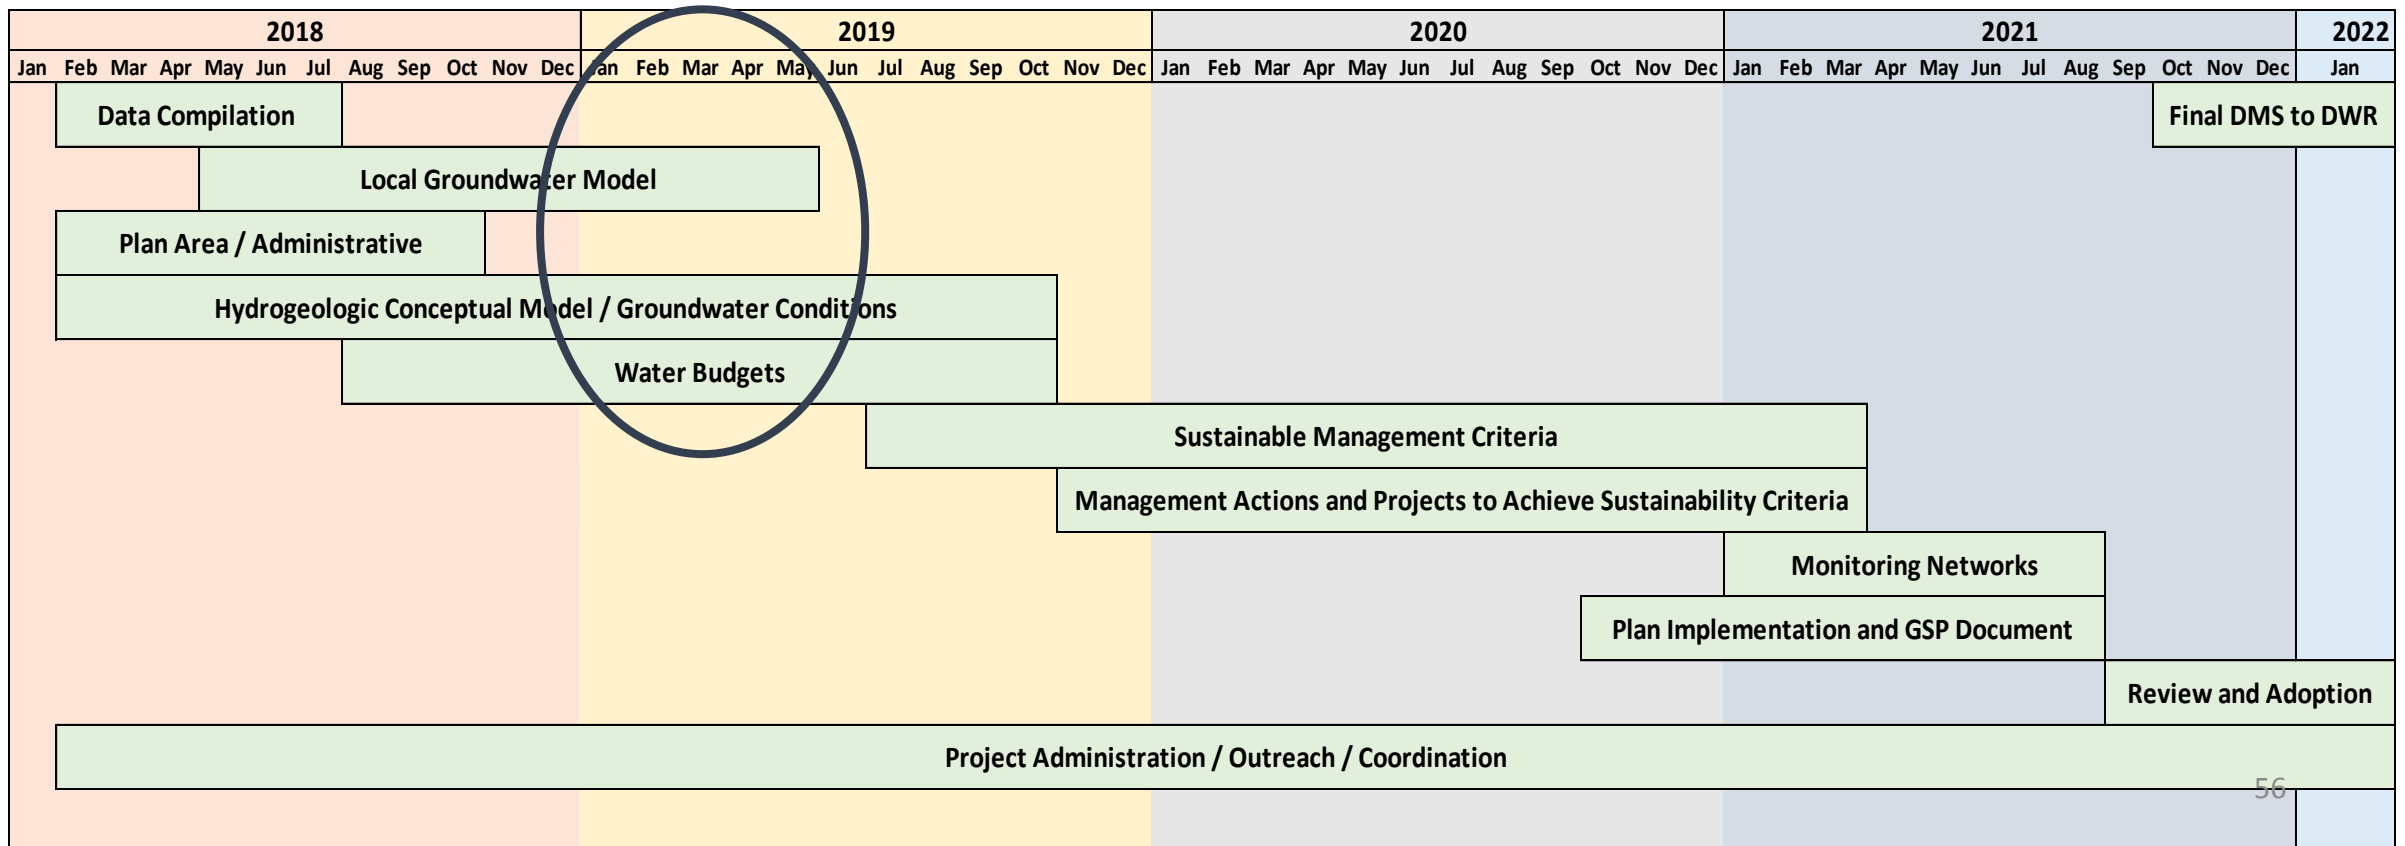 2018 2019 2020 2021 2022
Jan Feb Mar Apr May Jun Jul Aug Sep Oct Nov Dec Jan Feb Mar Apr May Jun Jul Aug Sep Oct Nov Dec Jan Feb Mar Apr May Jun Jul Aug Sep Oct Nov Dec Jan Feb Mar Apr May Jun Jul Aug Sep Oct Nov Dec Jan
Data Compilation Final DMS to DWR
Local Groundwater Model
Plan Area / Administrative
Hydrogeologic Conceptual Model / Groundwater Conditions
Water Budgets
Sustainable Management Criteria
Management Actions and Projects to Achieve Sustainability Criteria
Monitoring Networks
Plan Implementation and GSP Document
Review and Adoption
Project Administration / Outreach / Coordination
56